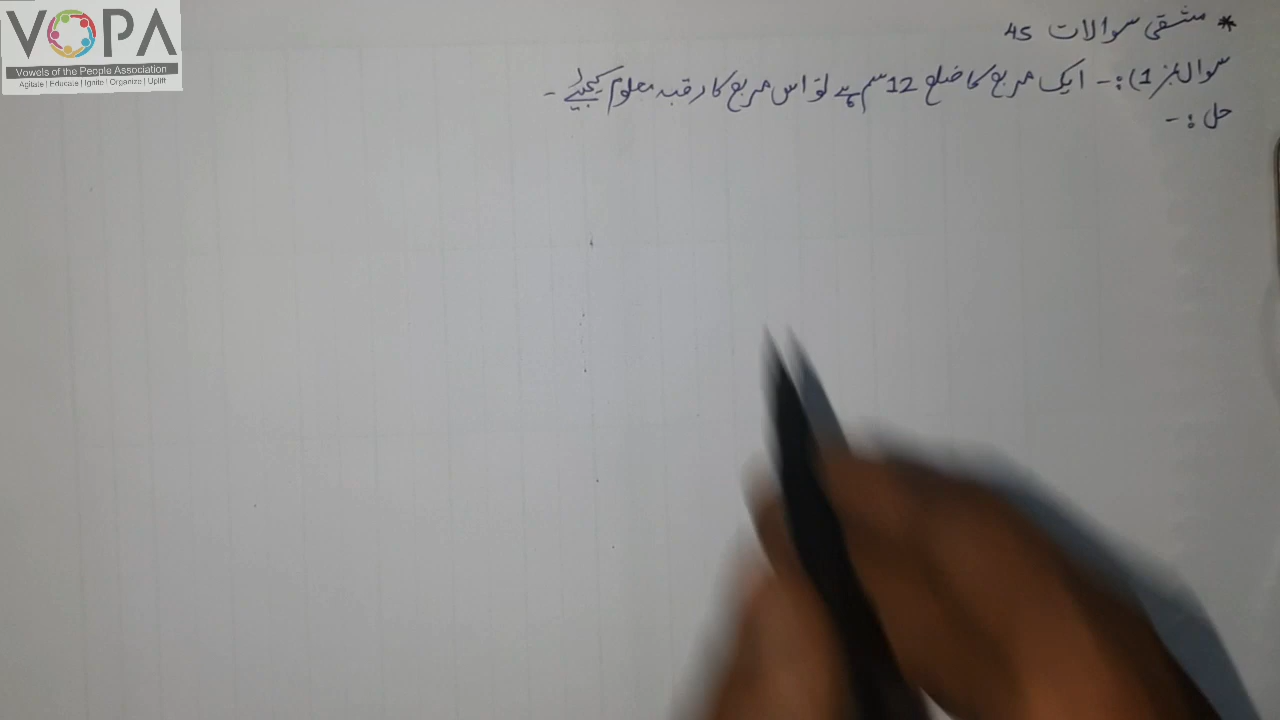 VOPA
Vowels of the People Association
Agitate | Educate | Ignite | Organize | Uplift
* مشقی سوالات 45
سوال نمبر 1) :- ایک مربع کا ضلع 12 سم ہے تو اس مربع کا رقبہ معلوم کیجئیے -
حل :-